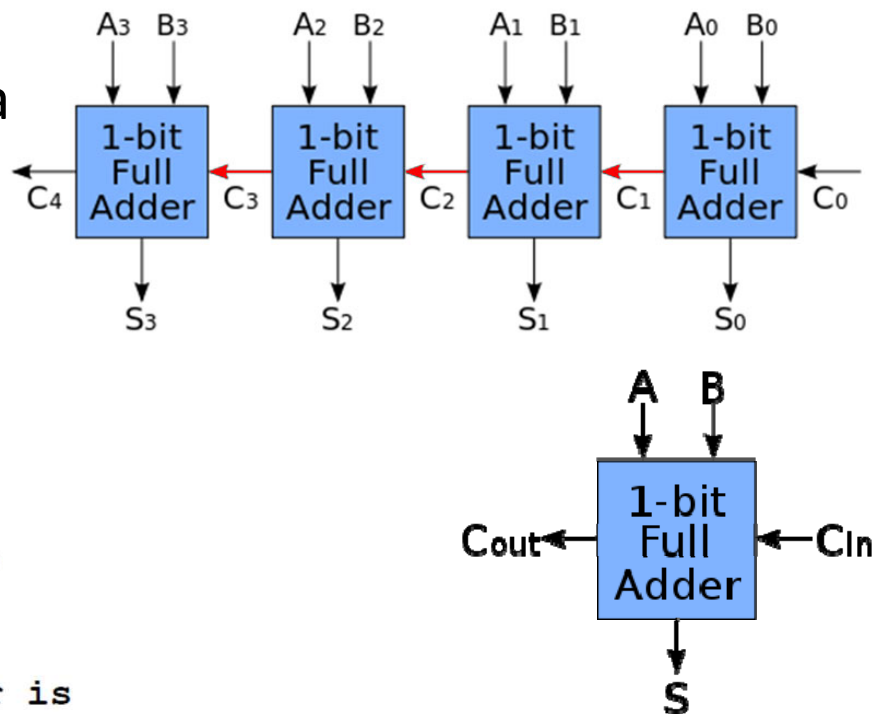 A3 B3 A2 B2 A1 B1 A0 B0
a
1-bit Full Adder
1-bit Full Adder
1-bit Full Adder
1-bit Full Adder
C4 C3 C2 C1 C0
S3 S2 S1 S0
A B
1-bit
Full
Adder
Cout CIn
S
is